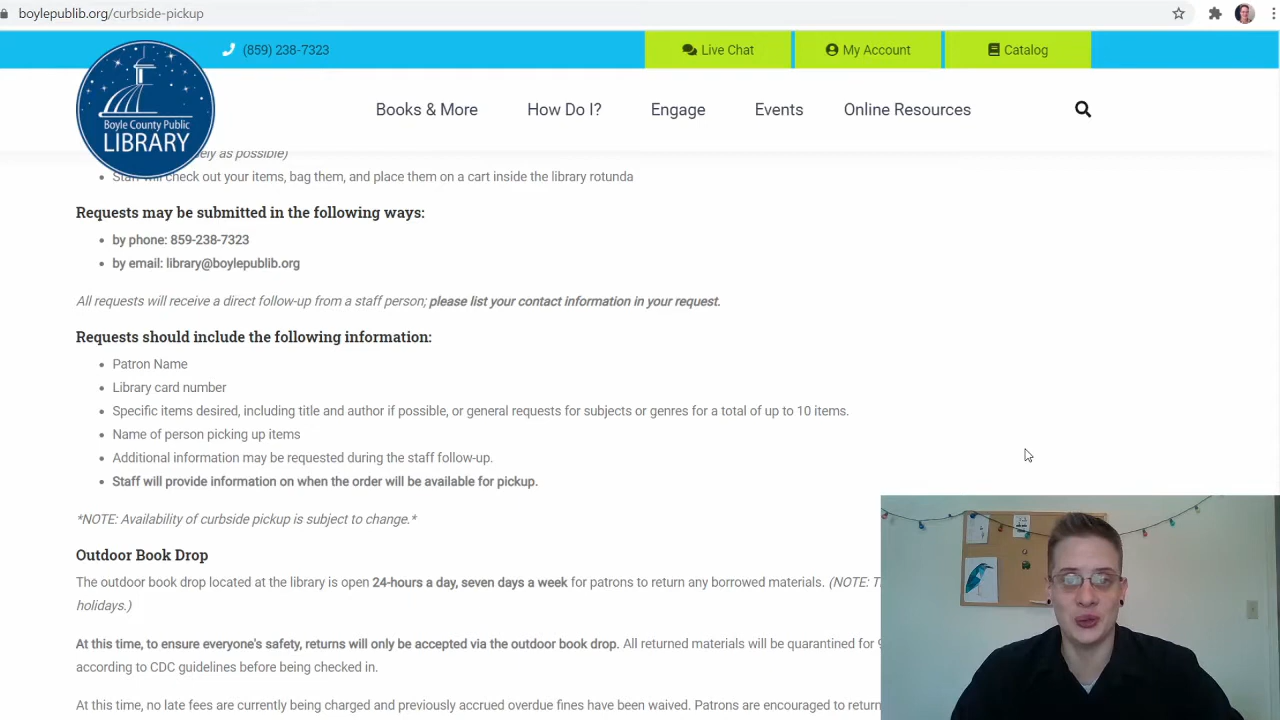 boylepublib.org/curbside-pickup
(859) 238-7323
Live Chat
My Account
Catalog
Boyle County Public
LIBRARY
Books & More
How Do I?
Engage
Events
Online Resources
as possible)
Staff will check out your items, bag them, and place them on a cart inside the library rotunda
Requests may be submitted in the following ways:
by phone: 859-238-7323
by email: library@boylepublib.org
All requests will receive a direct follow-up from a staff person; please list your contact information in your request.
Requests should include the following information:
Patron Name
Library card number
Specific items desired, including title and author if possible, or general requests for subjects or genres for a total of up to 10 items.
Name of person picking up items
Additional information may be requested during the staff follow-up.
Staff will provide information on when the order will be available for pickup.
*NOTE: Availability of curbside pickup is subject to change.*
Outdoor Book Drop
The outdoor book drop located at the library is open 24-hours a day, seven days a week for patrons to return any borrowed materials. (NOTE:
holidays.)
At this time, to ensure everyone's safety, returns will only be accepted via the outdoor book drop. All returned materials will be quarantined for
according to CDC guidelines before being checked in.
At this time, no late fees are currently being charged and previously accrued overdue fines have been waived. Patrons are encouraged to return